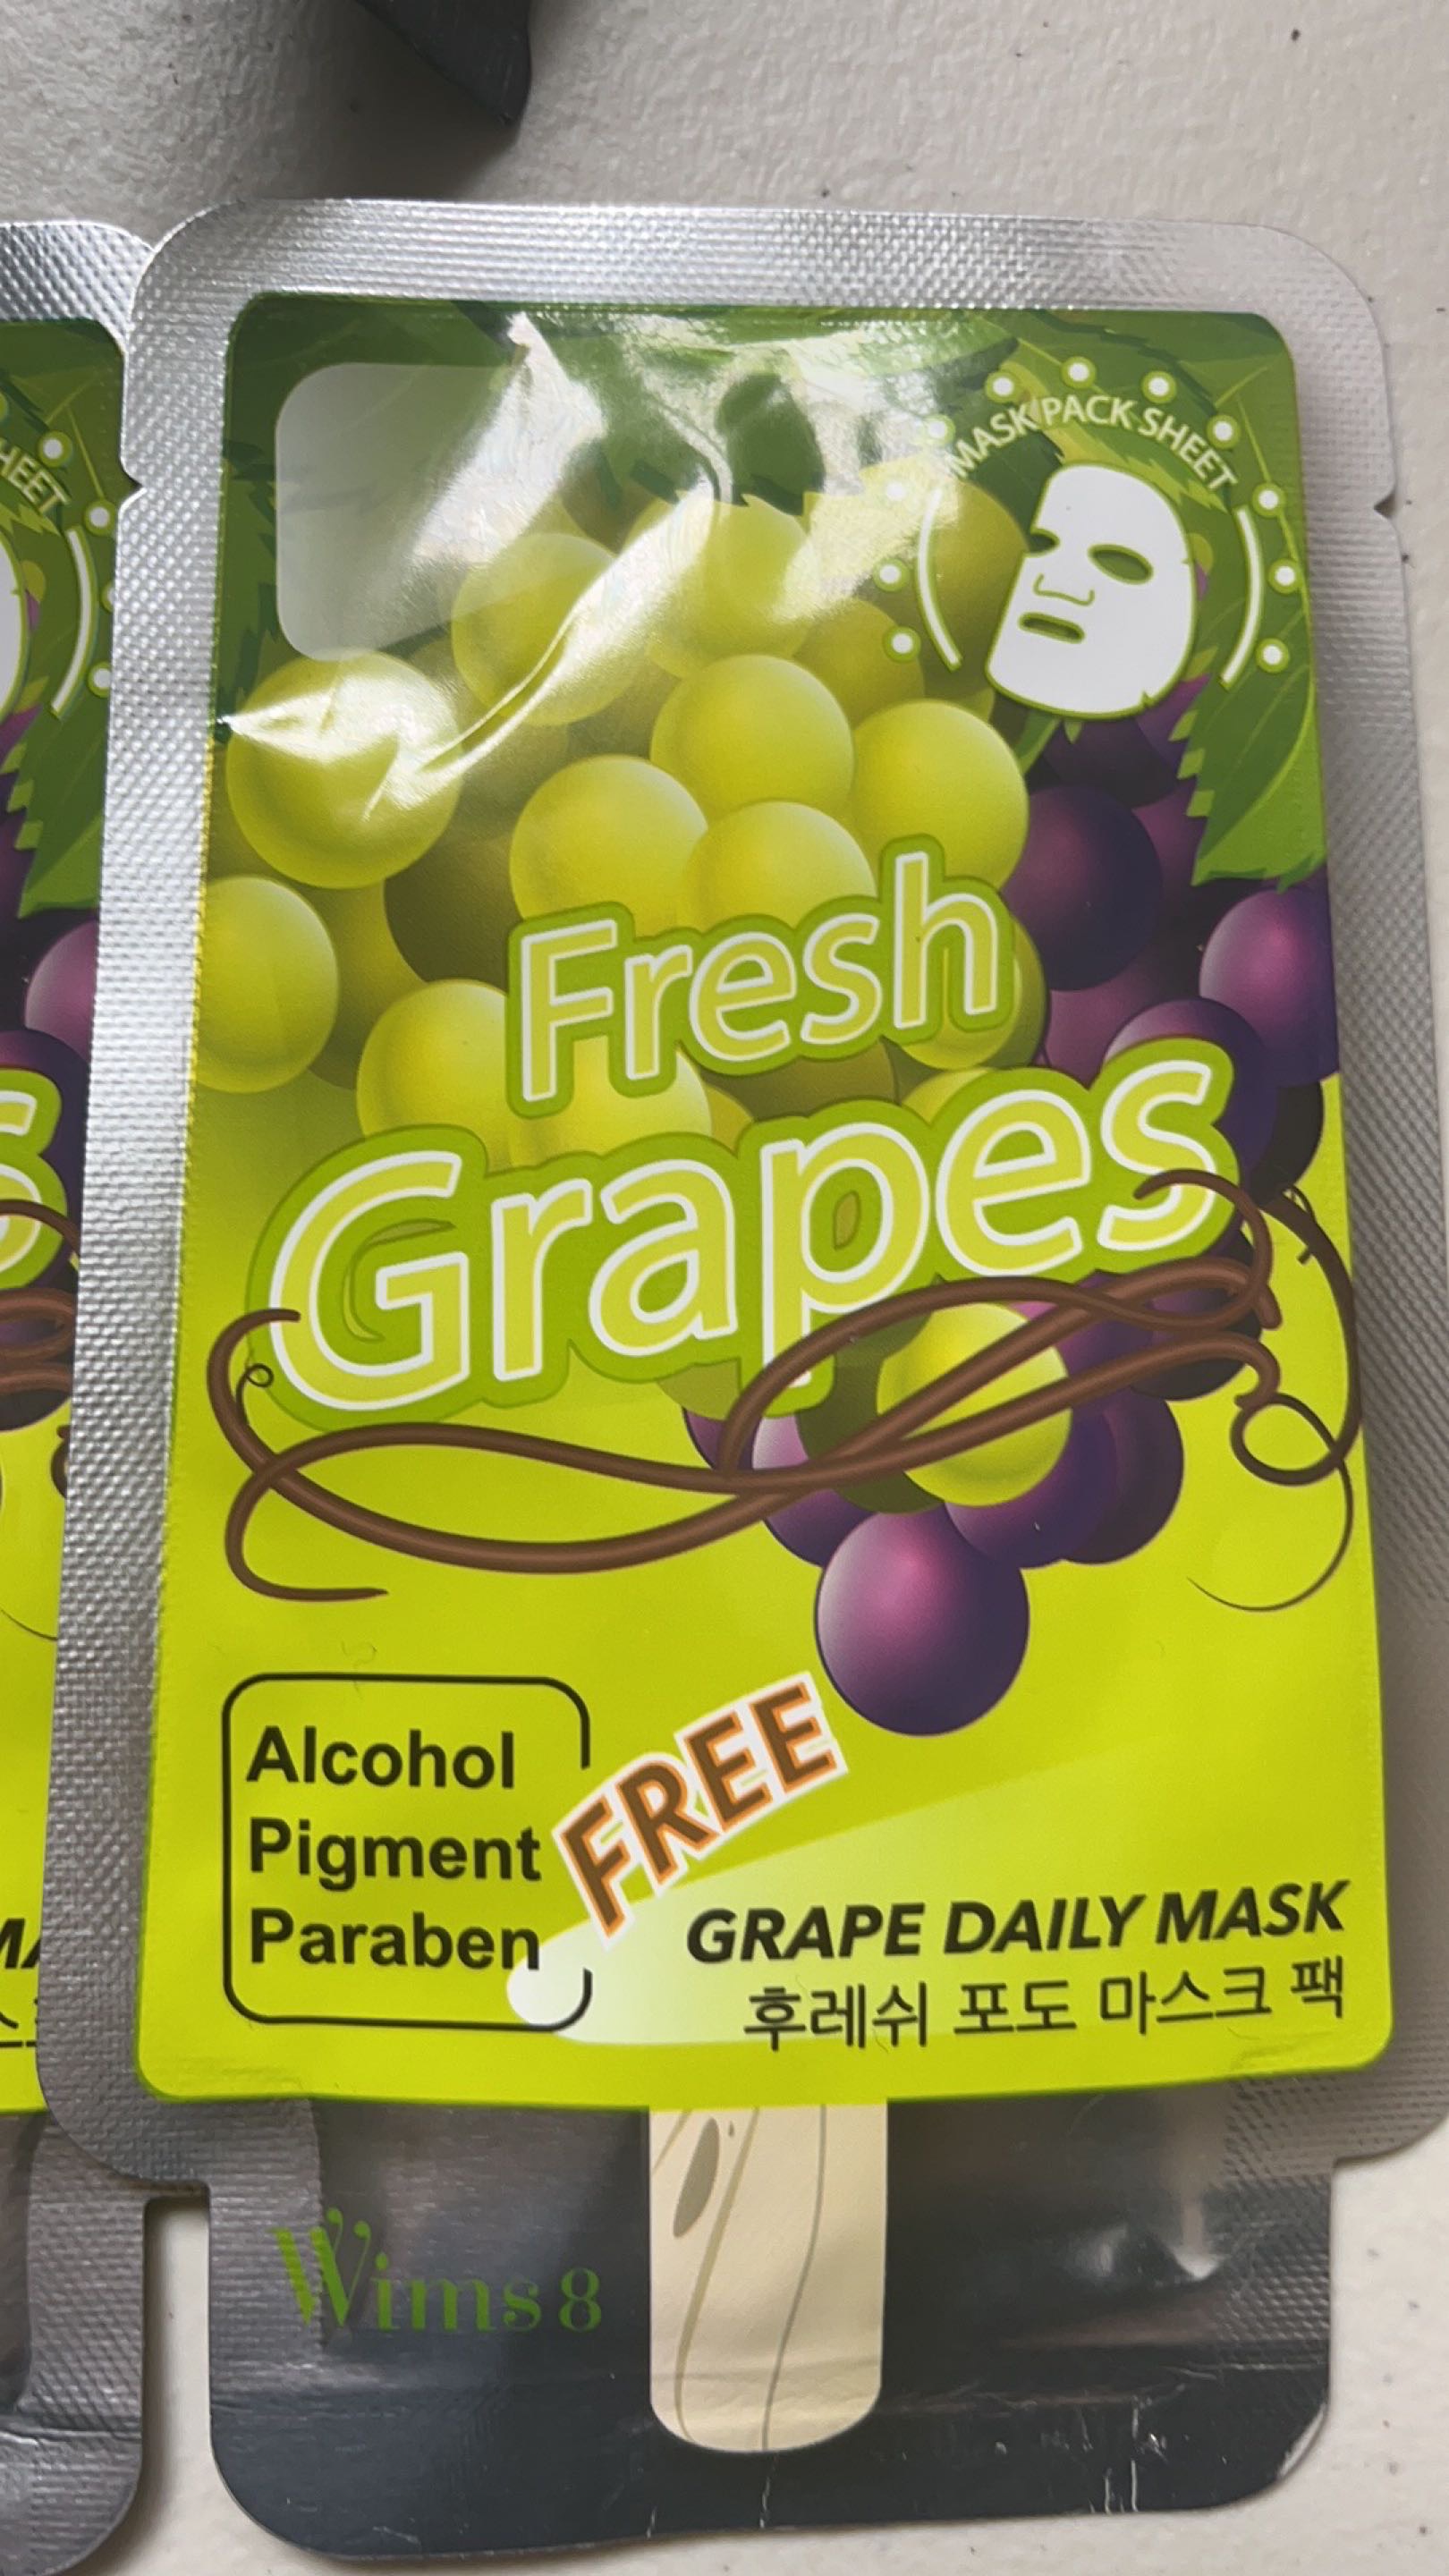 MASK PACK SHEET
HEET
Fresh
Grapes
s
Alcohol
Pigment
Paraben
FREE
GRAPE DAILY MASK
후레쉬 포도 마스크 팩
Wims8